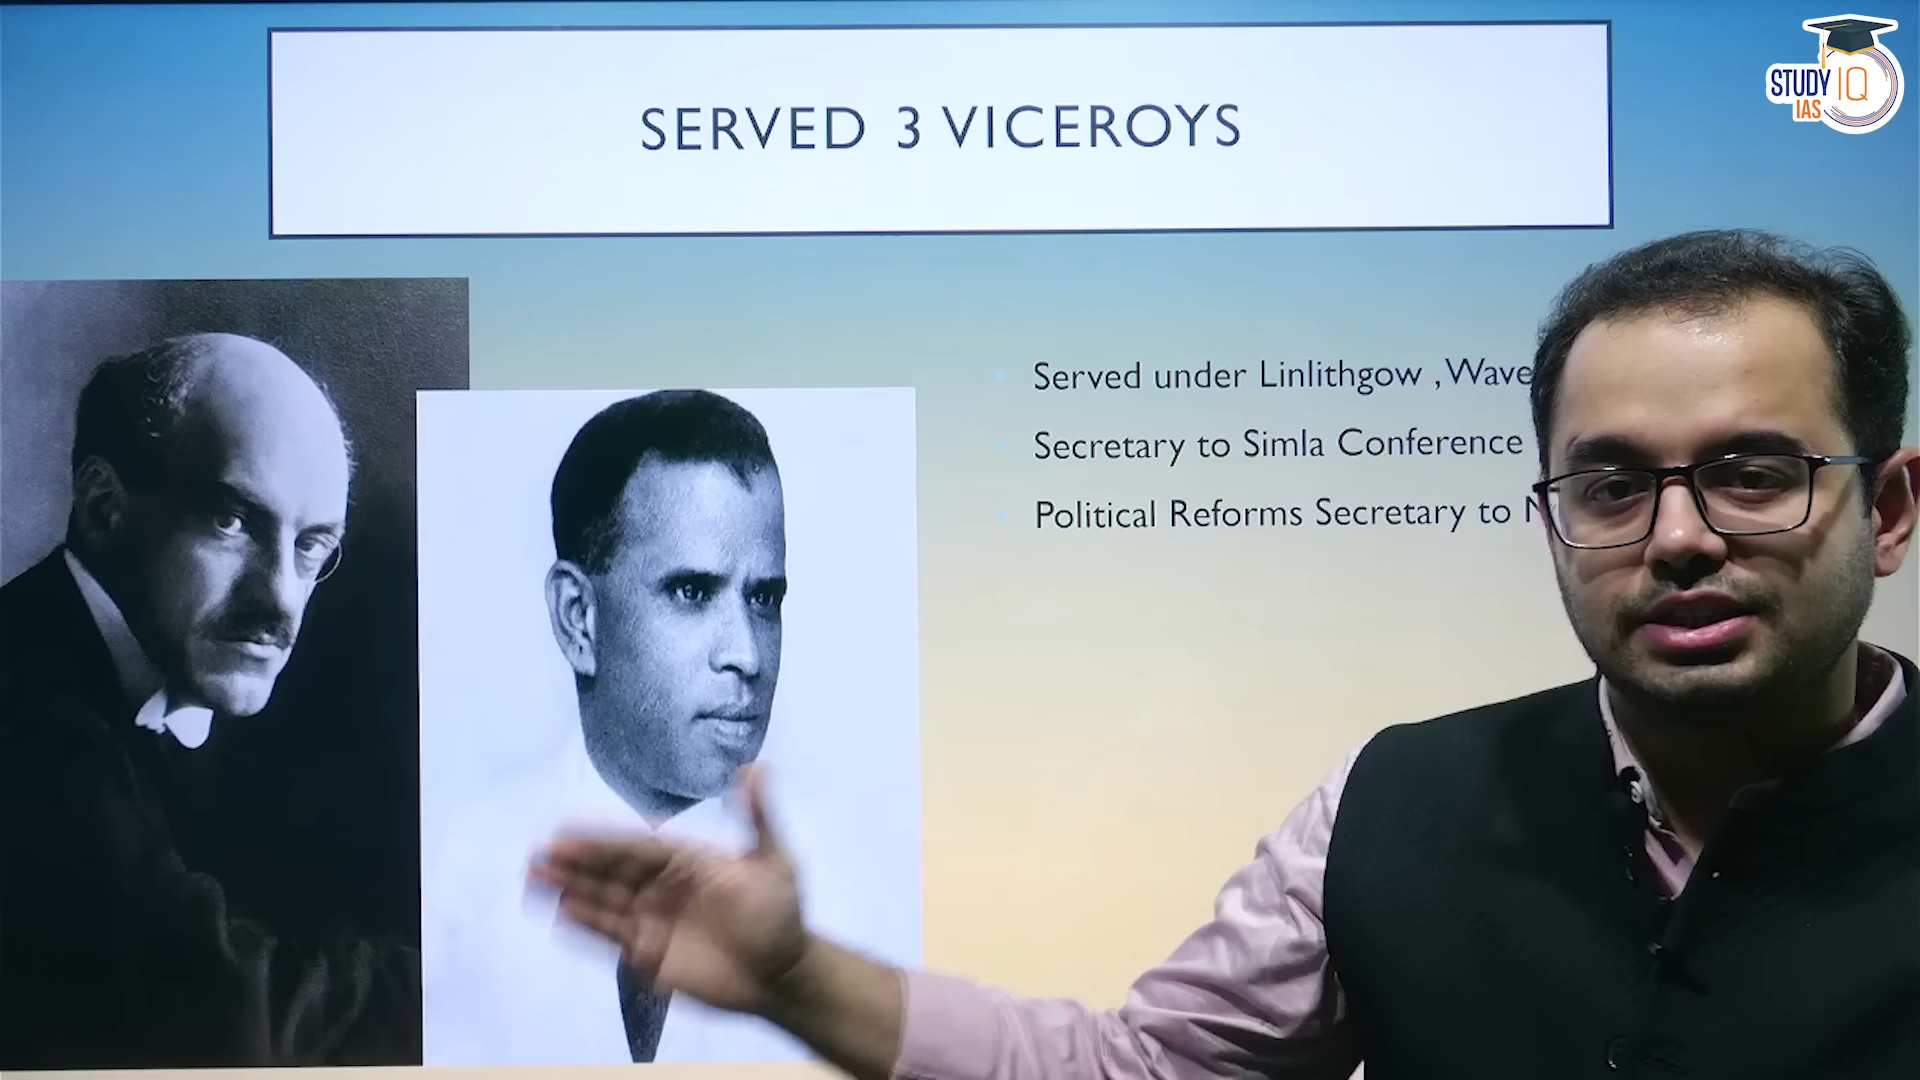 SERVED 3 VICEROYS
STUDY IQ
IAS
Served under Linlithgow ,Wave
Secretary to Simla Conference
Political Reforms Secretary to